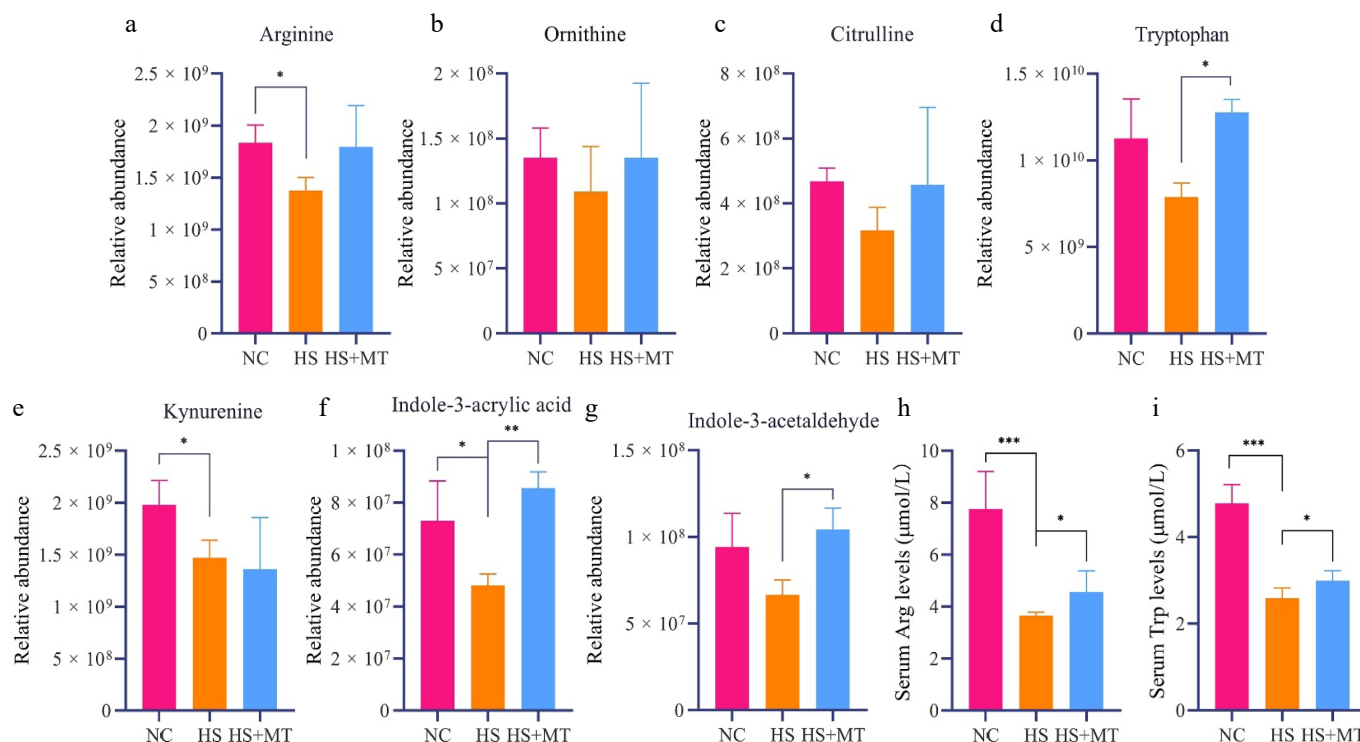 a
Arginine
*
2.5 × 10⁹
2 × 10⁹
1.5 × 10⁹
1 × 10⁹
5 × 10⁸
0
Relative abundance
NC HS HS+MT
b
Ornithine
2 × 10⁸
1.5 × 10⁸
1 × 10⁸
5 × 10⁷
0
Relative abundance
NC HS HS+MT
c
Citrulline
8 × 10⁸
6 × 10⁸
4 × 10⁸
2 × 10⁸
0
Relative abundance
NC HS HS+MT
d
Tryptophan
*
1.5 × 10¹⁰
1 × 10¹⁰
5 × 10⁹
0
Relative abundance
NC HS HS+MT
e
Kynurenine
*
2.5 × 10⁹
2 × 10⁹
1.5 × 10⁹
1 × 10⁹
5 × 10⁸
0
Relative abundance
NC HS HS+MT
f
Indole-3-acrylic acid
* **
1 × 10⁸
8 × 10⁷
6 × 10⁷
4 × 10⁷
2 × 10⁷
0
Relative abundance
NC HS HS+MT
g
Indole-3-acetaldehyde
*
1.5 × 10⁸
1 × 10⁸
5 × 10⁷
0
Relative abundance
NC HS HS+MT
h
***
*
10
8
6
4
2
0
Serum Arg levels (μmol/L)
NC HS HS+MT
i
***
*
6
4
2
0
Serum Trp levels (μmol/L)
NC HS HS+MT